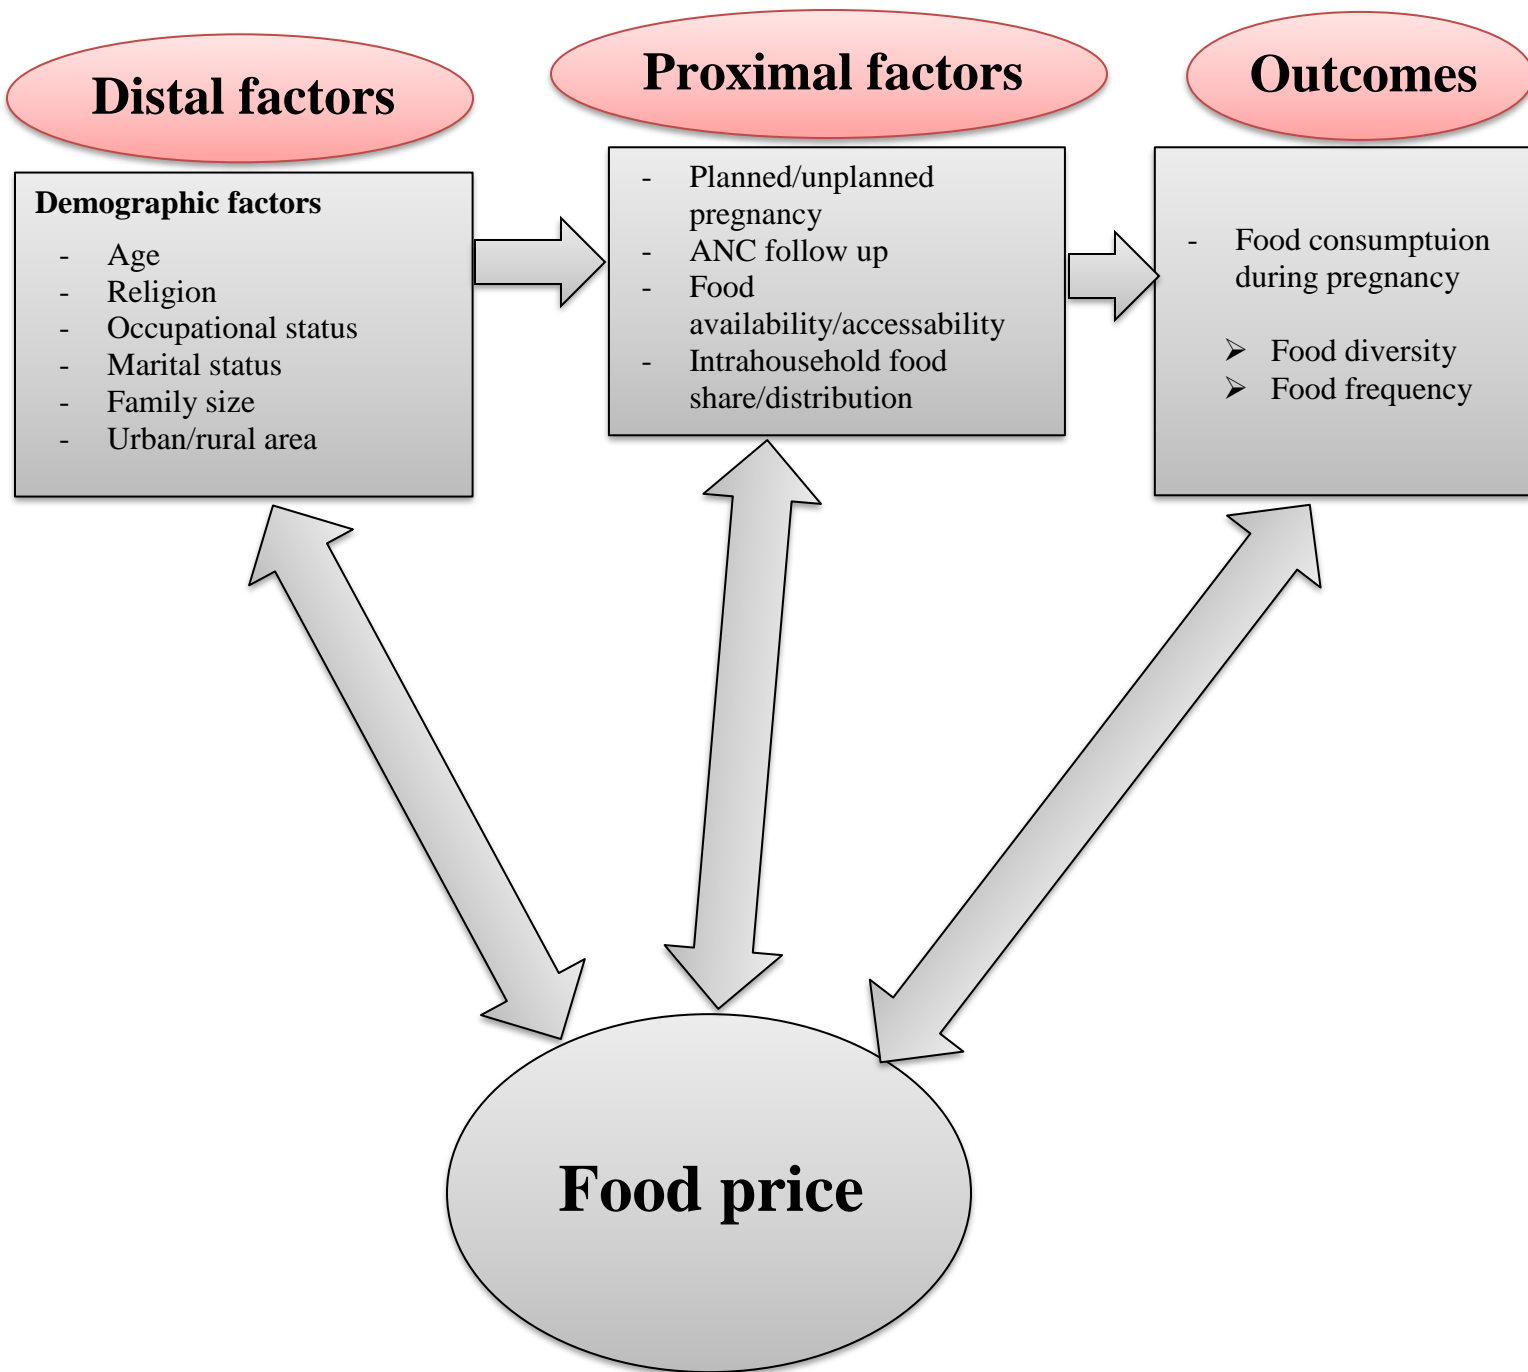 Distal factors
Proximal factors
Outcomes
Demographic factors
- Age
- Religion
- Occupational status
- Marital status
- Family size
- Urban/rural area
- Planned/unplanned
pregnancy
- ANC follow up
- Food
availability/accessability
- Intrahousehold food
share/distribution
- Food consumptuion
during pregnancy
➢ Food diversity
➢ Food frequency
Food price